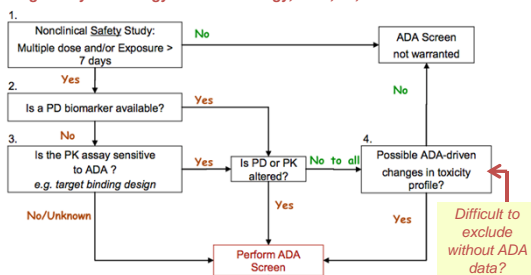 1.
Nonclinical Safety Study:
Multiple dose and/or Exposure >
7 days
No
ADA Screen
not warranted
Yes
No
2.
Is a PD biomarker available?
Yes
No
3.
Is the PK assay sensitive
to ADA ?
e.g. target binding design
Yes
Is PD or PK
altered?
No to all
4.
Possible ADA-driven
changes in toxicity
profile?
No/Unknown
Yes
Yes
Perform ADA
Screen
Difficult to
exclude
without ADA
data?